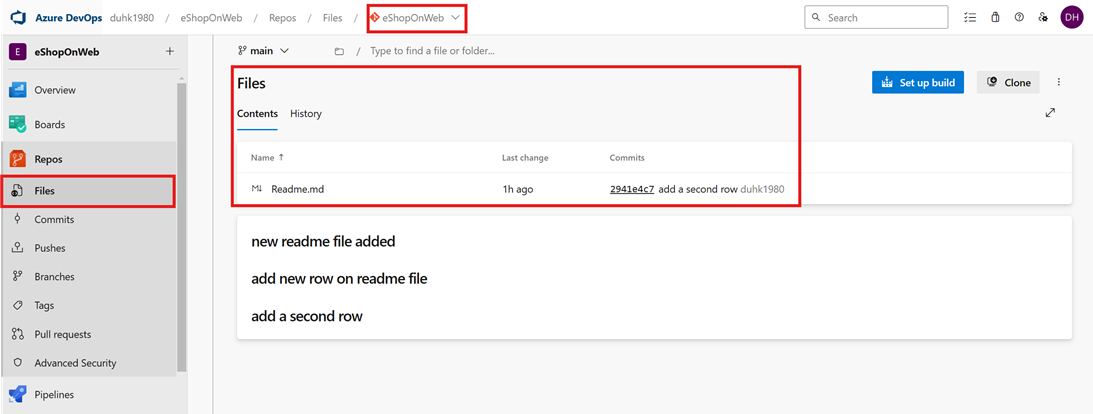 Azure DevOps duhk1980 / eShopOnWeb / Repos / Files / eShopOnWeb Search DH
E eShopOnWeb +
main / Type to find a file or folder...
Overview
Boards
Repos
Files
Commits
Pushes
Branches
Tags
Pull requests
Advanced Security
Pipelines
Files Set up build Clone
Contents History
Name ↑ Last change Commits
M↓ Readme.md 1h ago 2941e4c7 add a second row duhk1980
new readme file added
add new row on readme file
add a second row